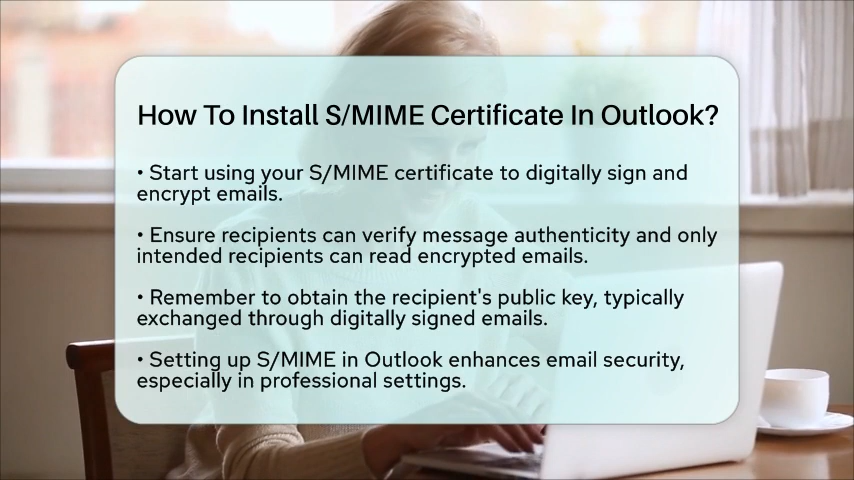 How To Install S/MIME Certificate In Outlook?
• Start using your S/MIME certificate to digitally sign and
encrypt emails.
• Ensure recipients can verify message authenticity and only
intended recipients can read encrypted emails.
• Remember to obtain the recipient's public key, typically
exchanged through digitally signed emails.
• Setting up S/MIME in Outlook enhances email security,
especially in professional settings.